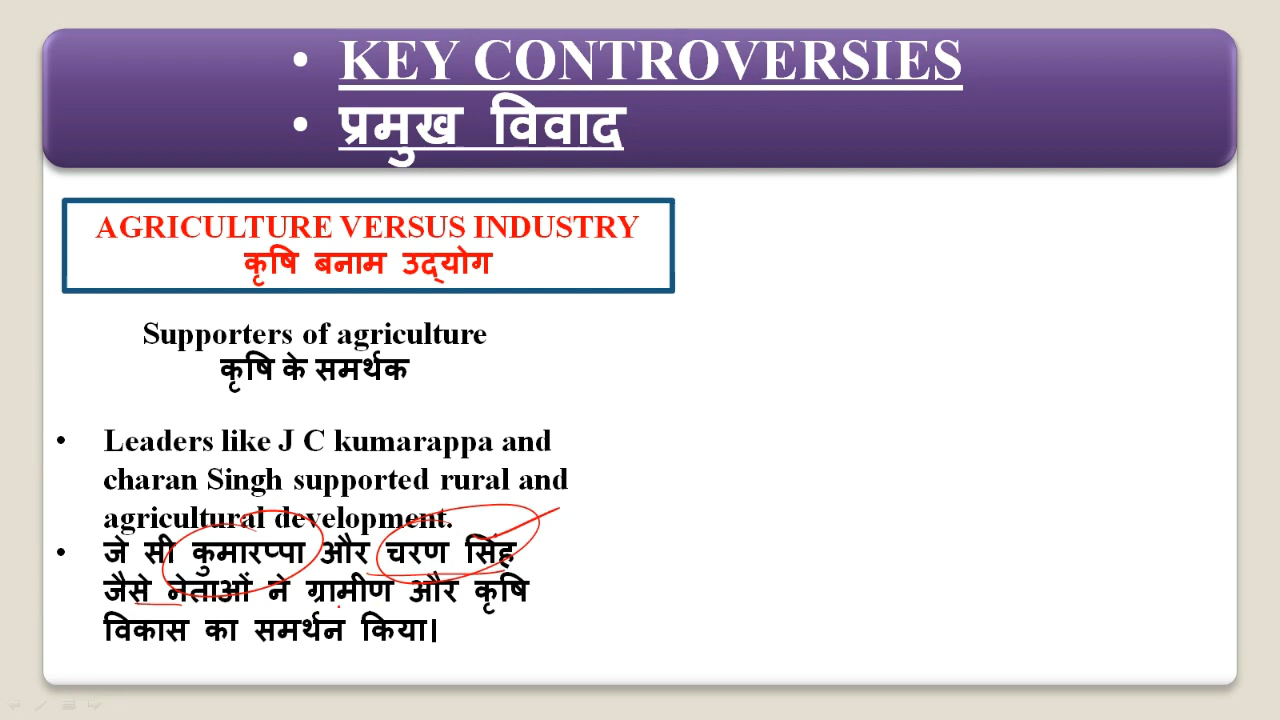 • KEY CONTROVERSIES
• प्रमुख विवाद
AGRICULTURE VERSUS INDUSTRY
कृषि बनाम उद्योग
Supporters of agriculture
कृषि के समर्थक
• Leaders like J C kumarappa and
charan Singh supported rural and
agricultural development.
• जे सी कुमारप्पा और चरण सिंह
जैसे नेताओं ने ग्रामीण और कृषि
विकास का समर्थन किया।